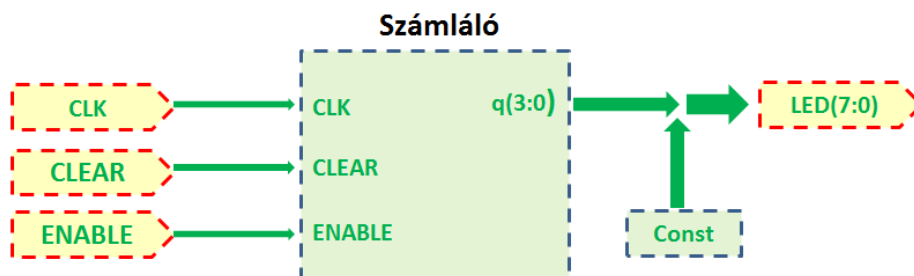 Számláló
CLK
CLK
q(3:0)
LED(7:0)
CLEAR
CLEAR
ENABLE
ENABLE
Const